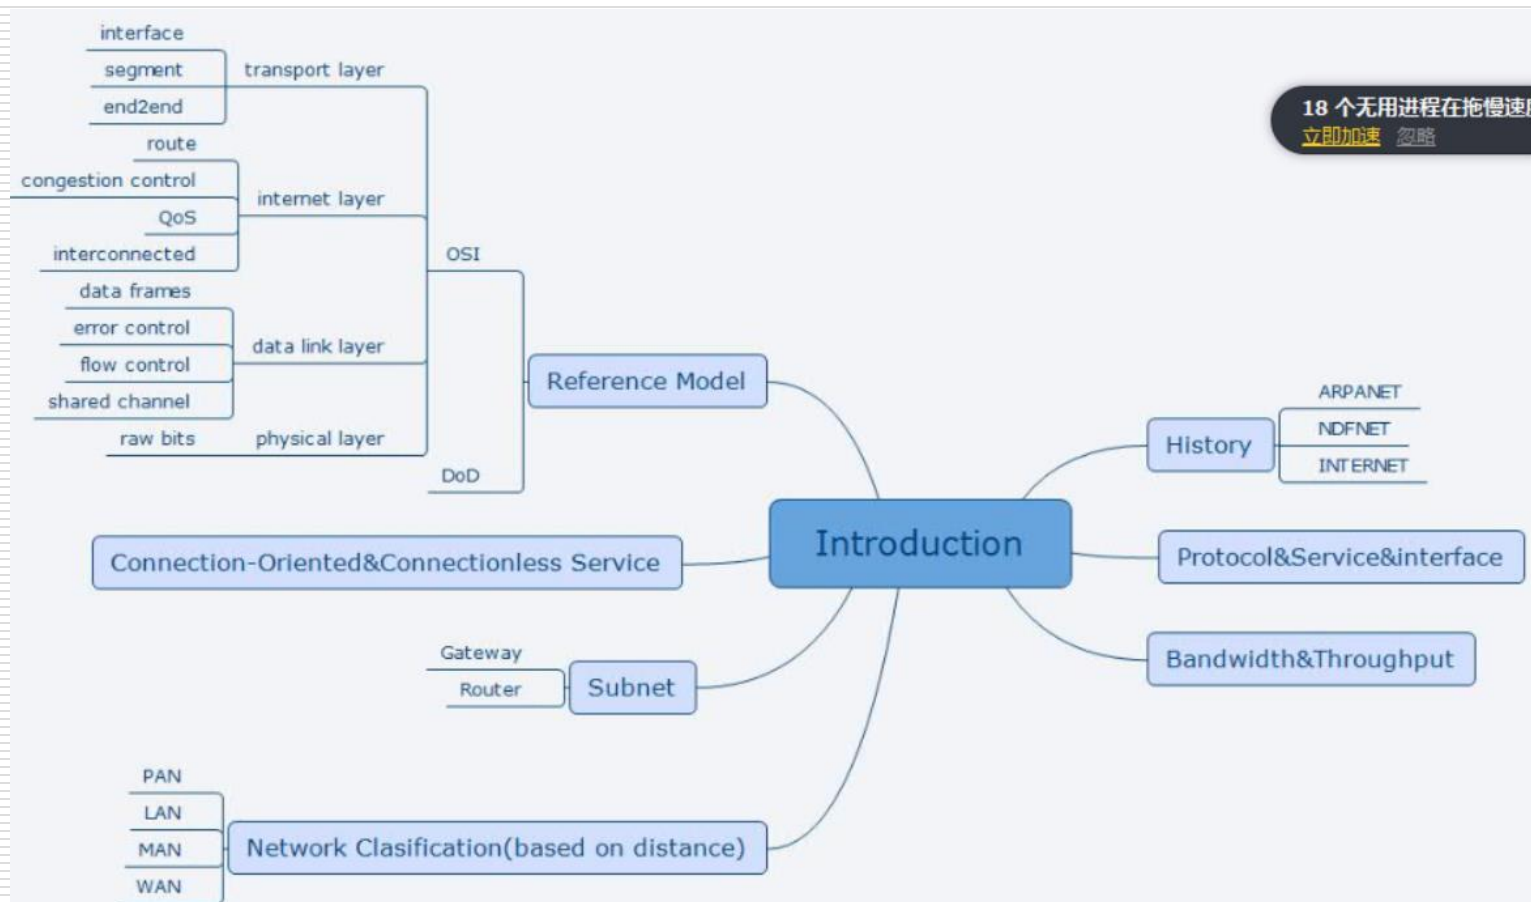 interface
segment
end2end
transport layer
route
congestion control
QoS
interconnected
internet layer
data frames
error control
flow control
shared channel
data link layer
raw bits
physical layer
OSI
DoD
Reference Model
Connection-Oriented&Connectionless Service
Gateway
Router
Subnet
PAN
LAN
MAN
WAN
Network Clasification(based on distance)
Introduction
18 个无用进程在拖慢速
立即加速 忽略
History
ARPANET
NDFNET
INTERNET
Protocol&Service&interface
Bandwidth&Throughput